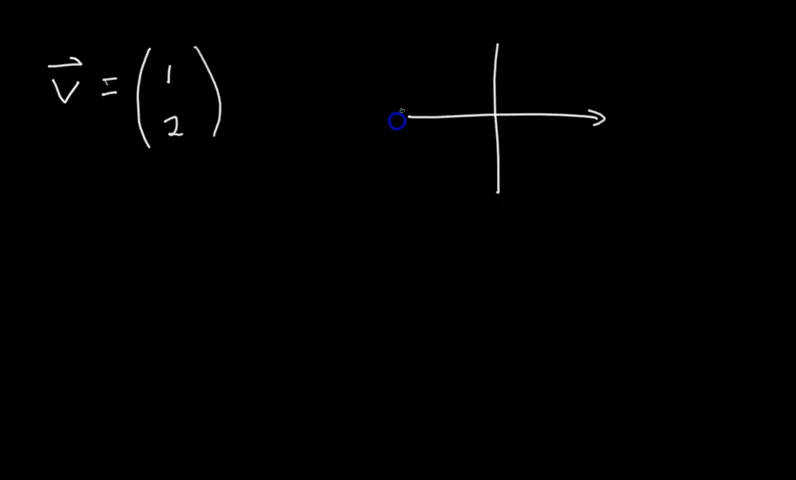 v⃗ = (1
2)